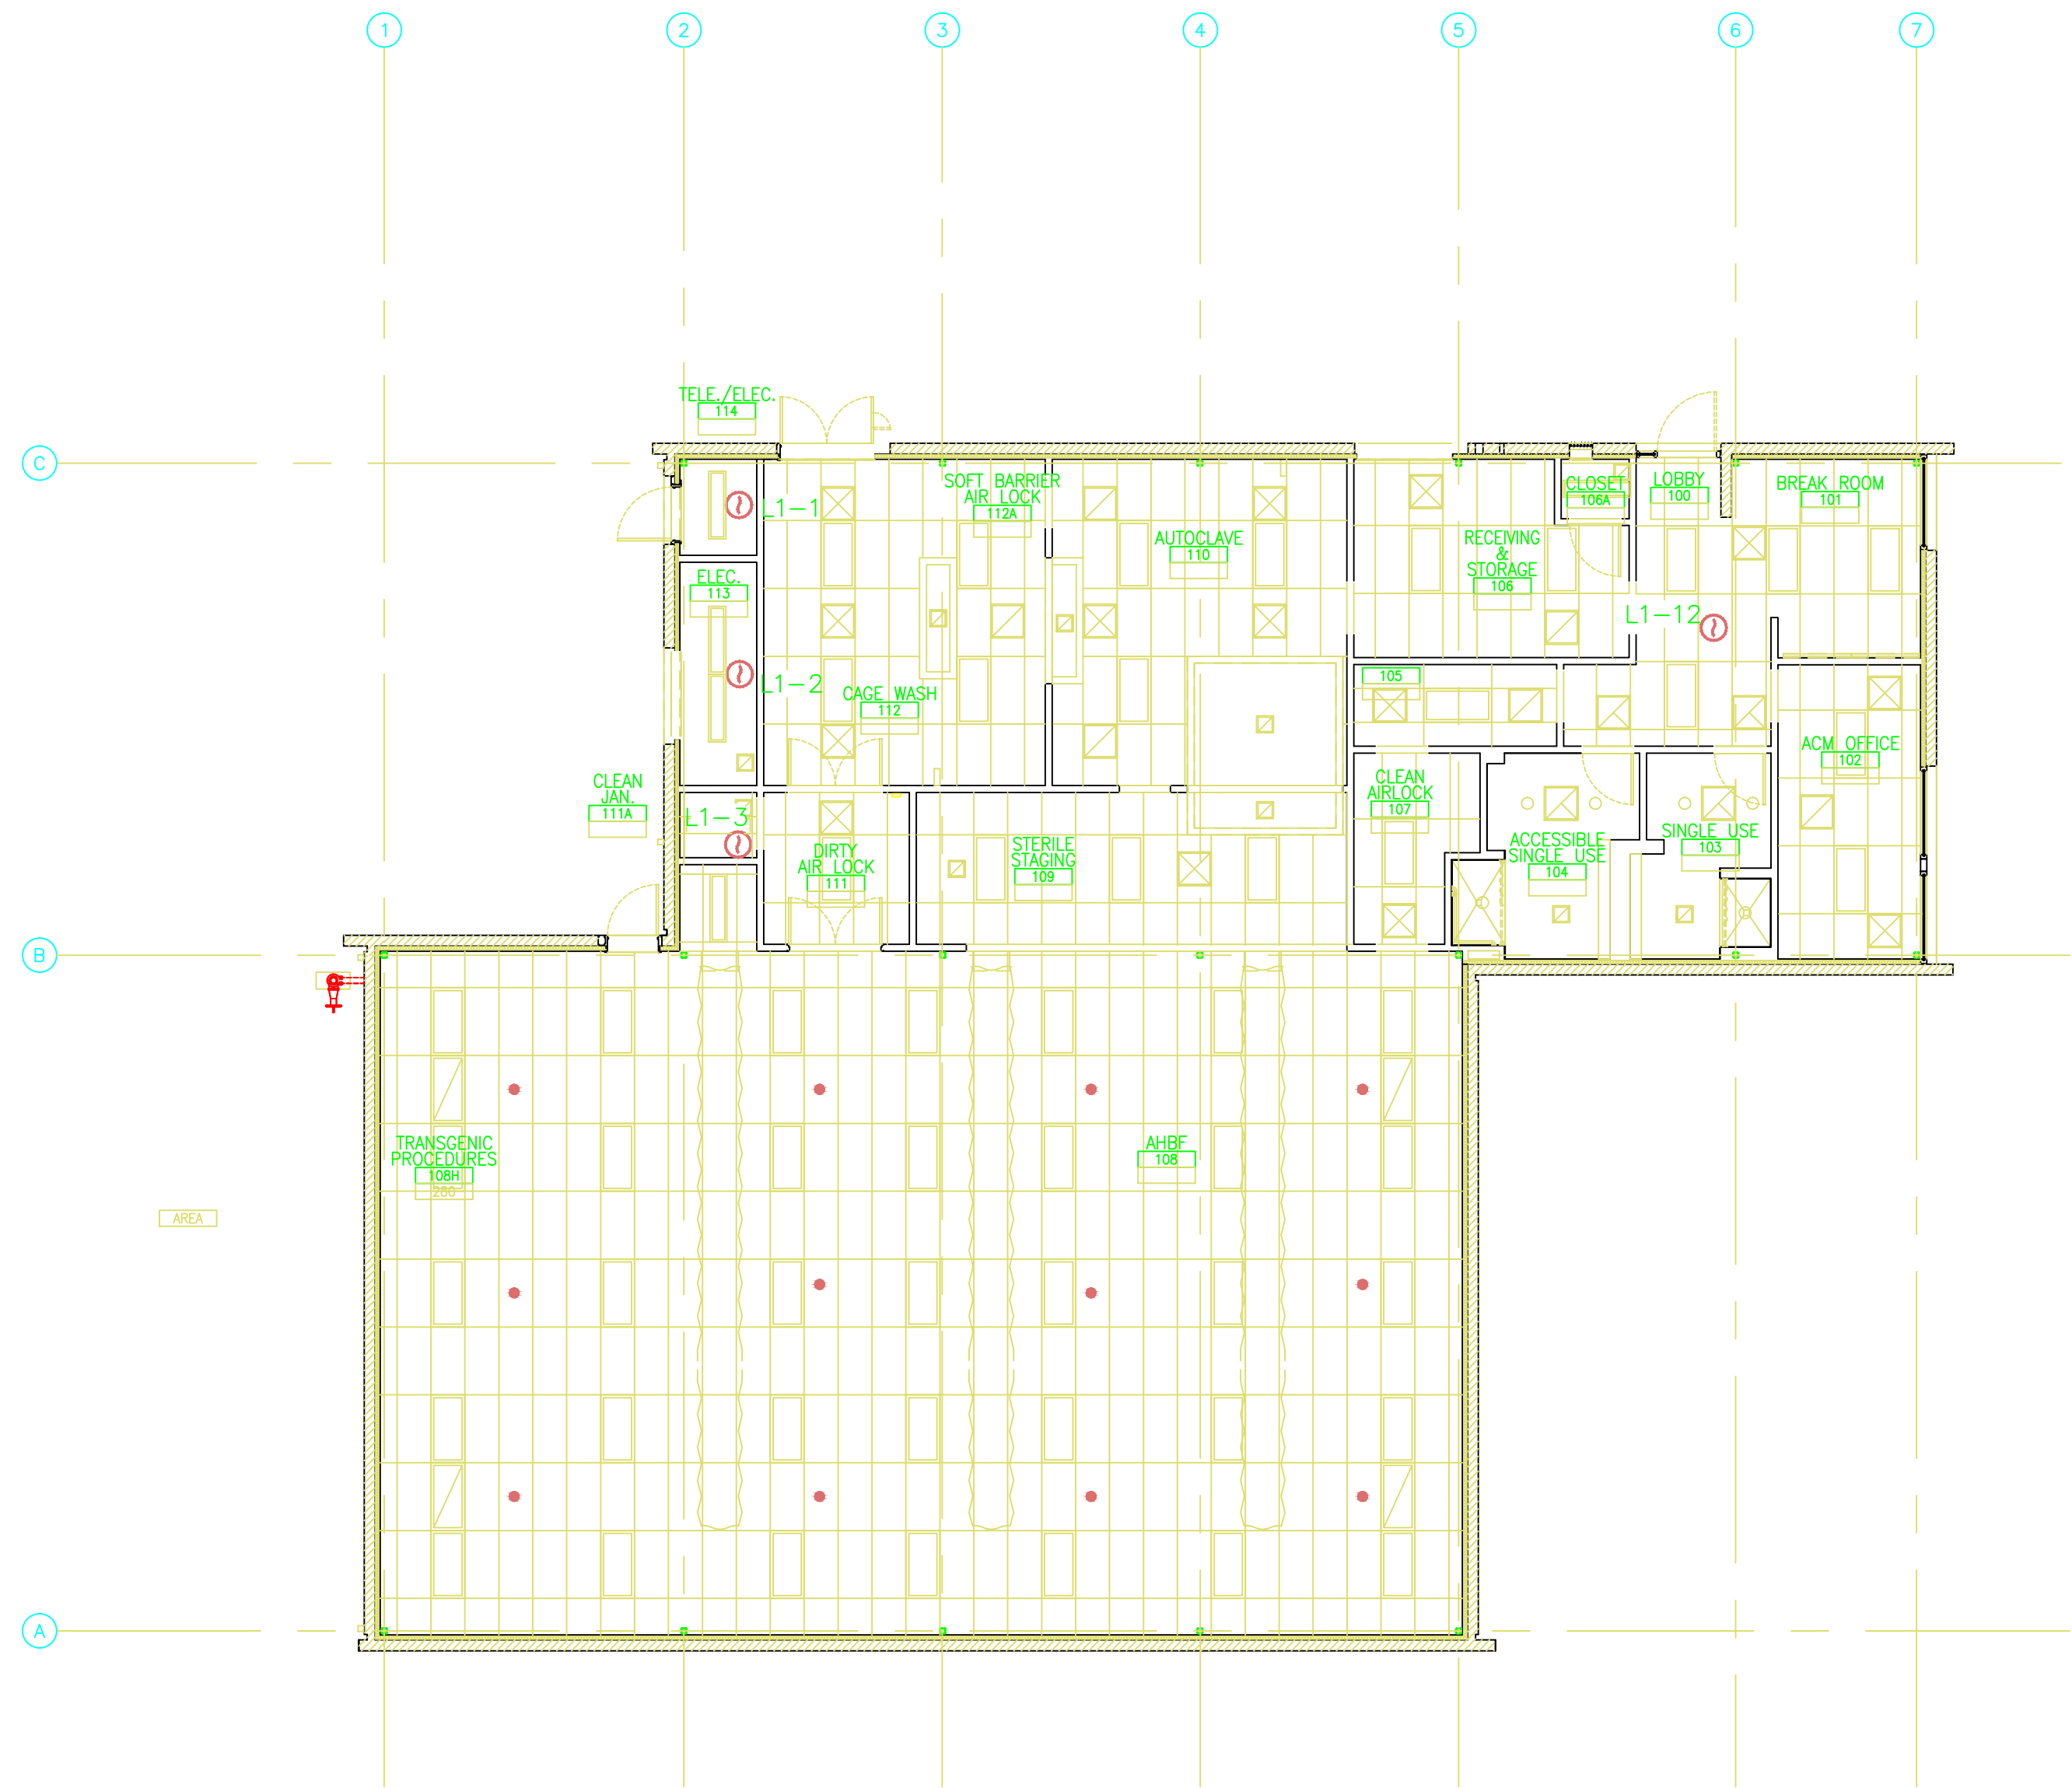 1
2
3
4
5
6
7
C
TELE./ELEC.
114
SOFT BARRIER
AIR LOCK
112A
L1-1
CLOSET
106A
LOBBY
100
BREAK ROOM
101
AUTOCLAVE
110
RECEIVING
&
STORAGE
106
ELEC.
113
L1-12
L1-2
CAGE WASH
112
105
ACM OFFICE
102
CLEAN
JAN.
111A
L1-3
CLEAN
AIRLOCK
107
DIRTY
AIR LOCK
111
STERILE
STAGING
109
ACCESSIBLE
SINGLE USE
104
SINGLE USE
103
B
TRANSGENIC
PROCEDURES
108H
260
AHBF
108
AREA
A